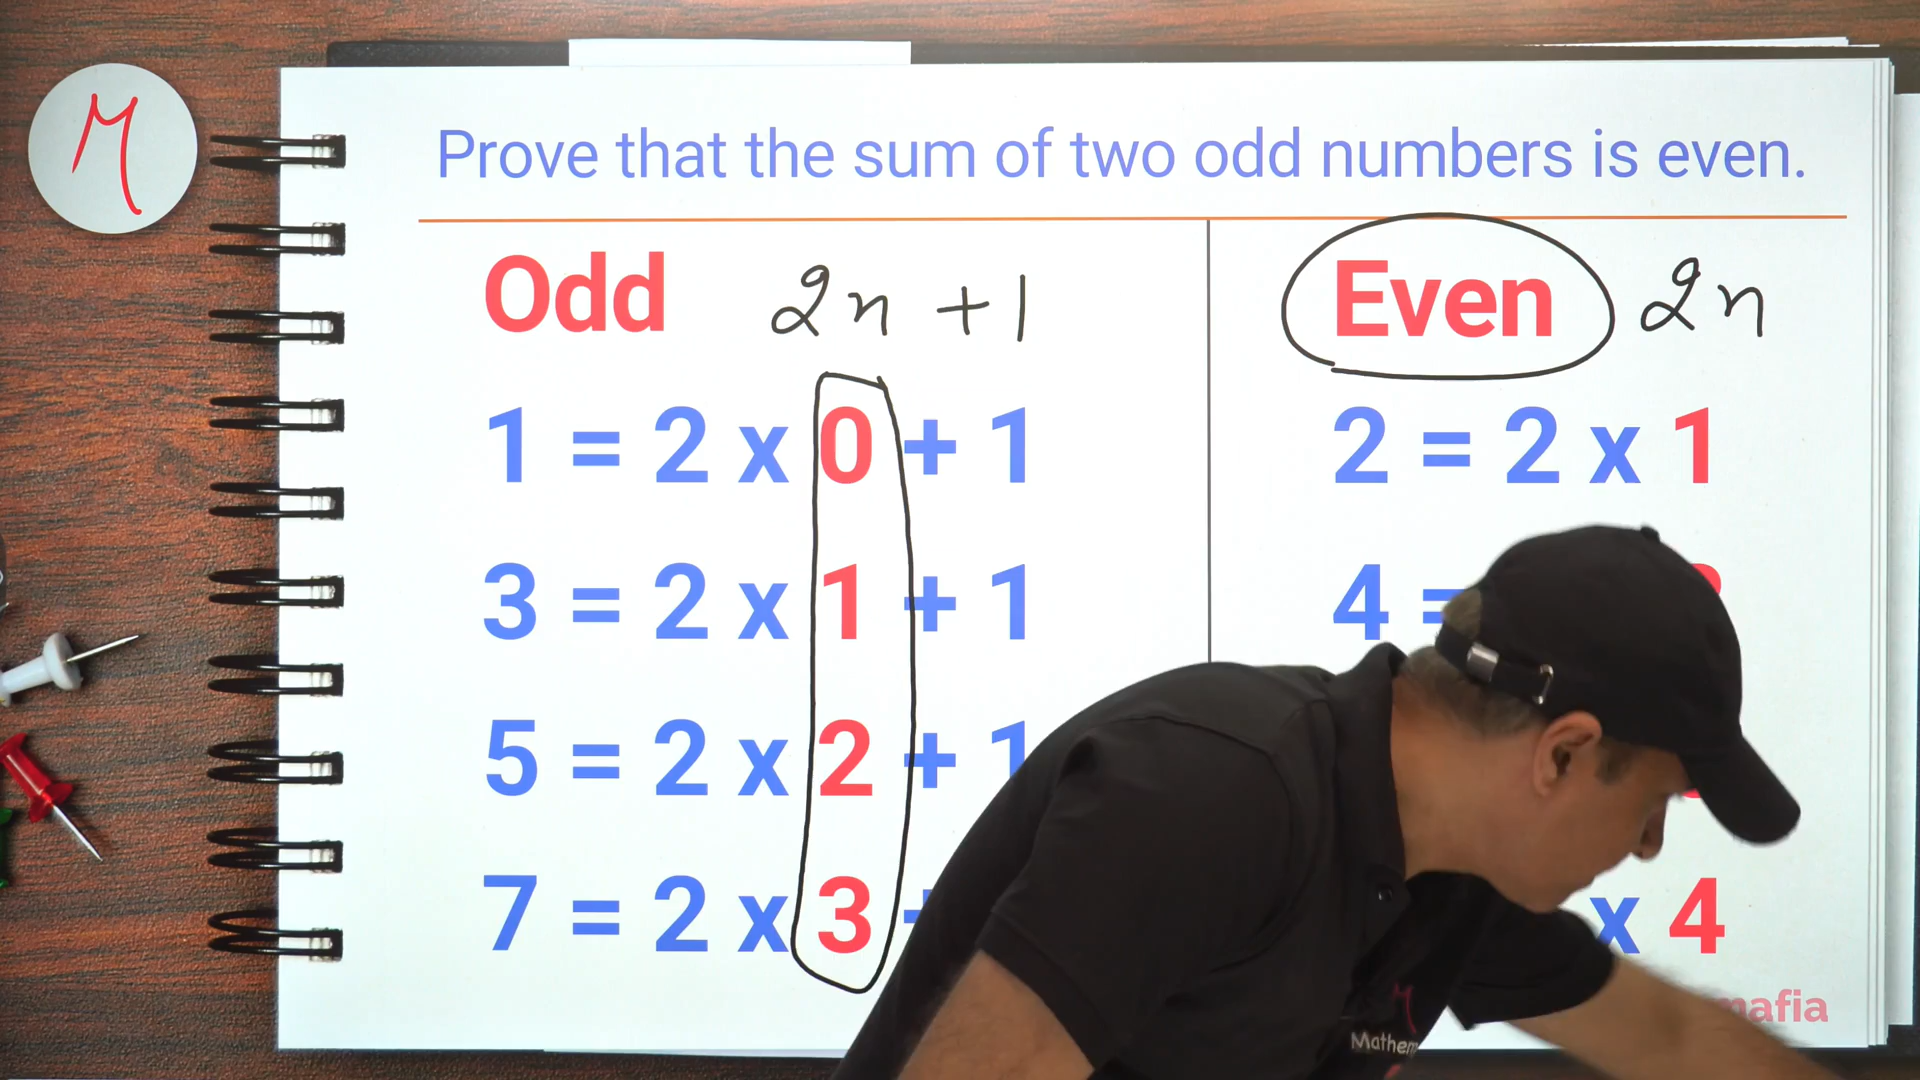 M
Prove that the sum of two odd numbers is even.
Odd 2n + 1
Even 2n
1 = 2 x 0 + 1
2 = 2 x 1
3 = 2 x 1 + 1
4 =
5 = 2 x 2 + 1
7 = 2 x 3
x 4
mafia
Mathem